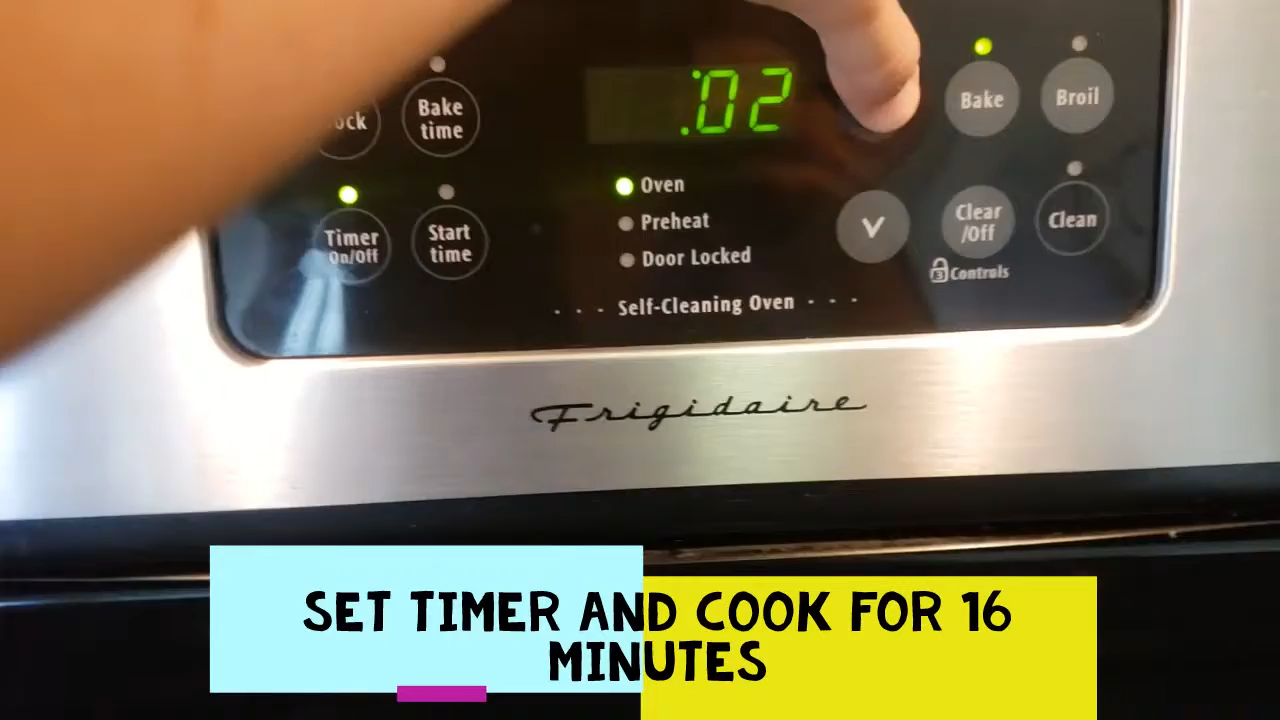 :02
Bake
Broil
Bake
time
Oven
Preheat
Door Locked
Timer
On/Off
Start
time
Clear
/Off
Clean
Controls
· · · Self-Cleaning Oven · · ·
Frigidaire
SET TIMER AND COOK FOR 16
MINUTES